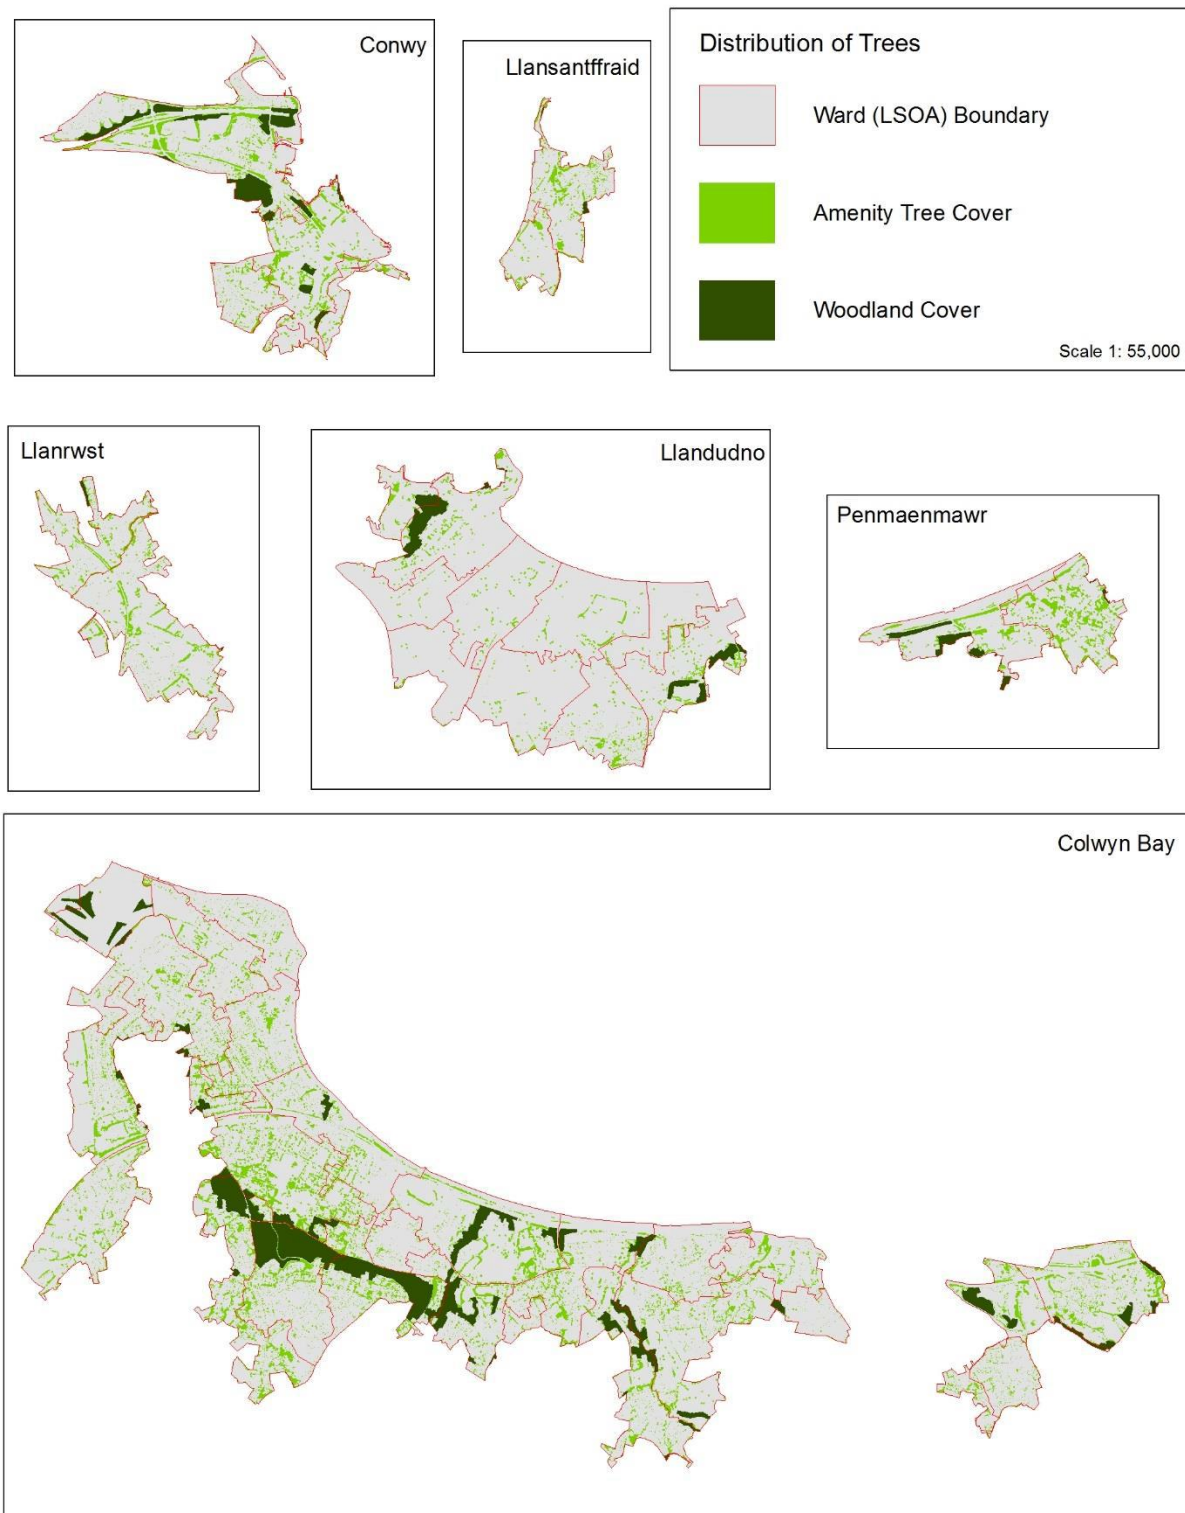 Conwy
Llansantffraid
Distribution of Trees
Ward (LSOA) Boundary
Amenity Tree Cover
Woodland Cover
Scale 1: 55,000
Llanrwst
Llandudno
Penmaenmawr
Colwyn Bay